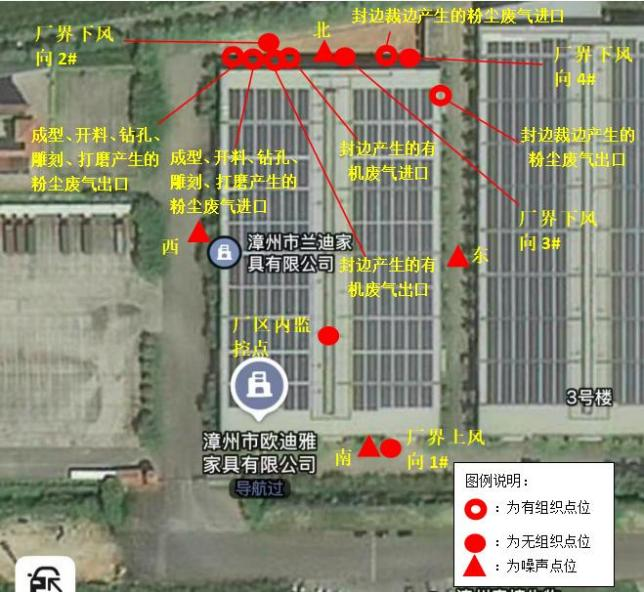 封边裁边产生的粉尘废气进口
北
厂界下风
向 2#
厂界下风
向 4#
成型、开料、钻孔、
雕刻、打磨产生的
粉尘废气出口
成型、开料、钻孔、
雕刻、打磨产生的
粉尘废气进口
封边产生的有
机废气进口
封边裁边产生的
粉尘废气出口
厂界下风
向 3#
西
漳州市兰迪家
具有限公司
封边产生的有
机废气出口
东
厂区内监
控点
3号楼
漳州市欧迪雅
家具有限公司
导航过
南
厂界上风
向 1#
图例说明：
：为有组织点位
：为无组织点位
：为噪声点位